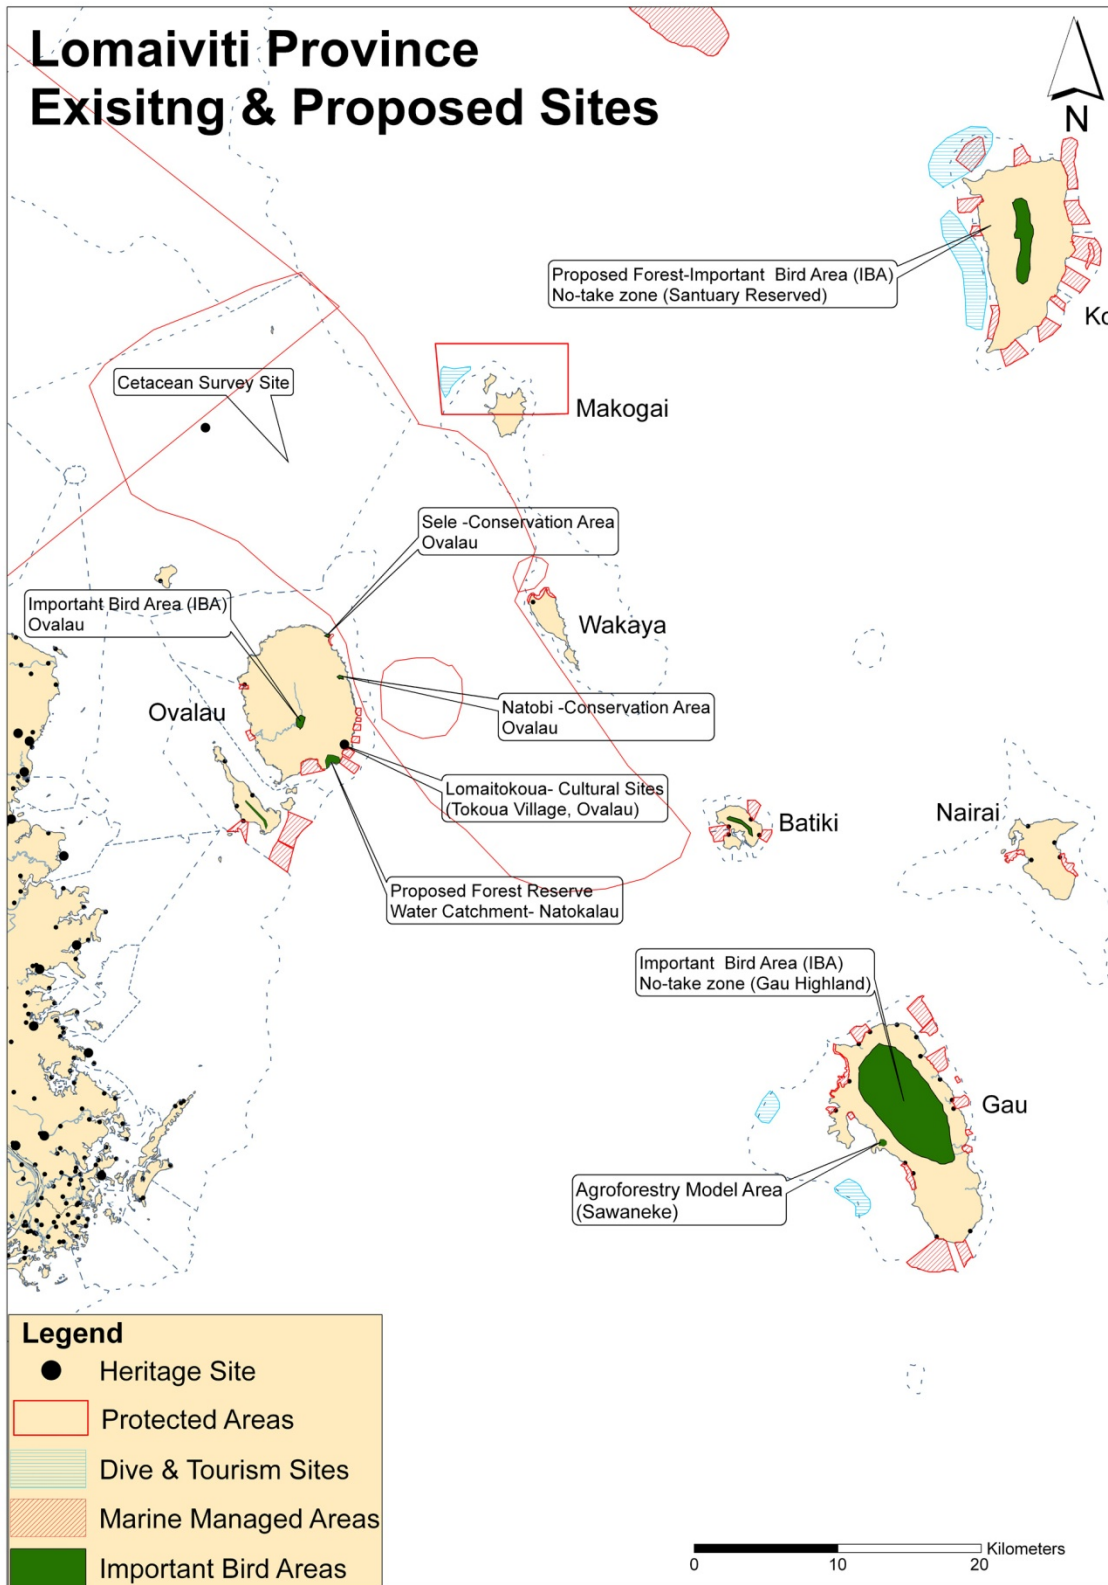 Lomaiviti Province
Exisitng & Proposed Sites
N
Proposed Forest-Important Bird Area (IBA)
No-take zone (Santuary Reserved)
Ko
Cetacean Survey Site
Makogai
Sele -Conservation Area
Ovalau
Important Bird Area (IBA)
Ovalau
Wakaya
Natobi -Conservation Area
Ovalau
Ovalau
Lomaitokoua- Cultural Sites
(Tokoua Village, Ovalau)
Batiki
Nairai
Proposed Forest Reserve
Water Catchment- Natokalau
Important Bird Area (IBA)
No-take zone (Gau Highland)
Gau
Agroforestry Model Area
(Sawaneke)
Legend
Heritage Site
Protected Areas
Dive & Tourism Sites
Marine Managed Areas
Important Bird Areas
Kilometers
0 10 20